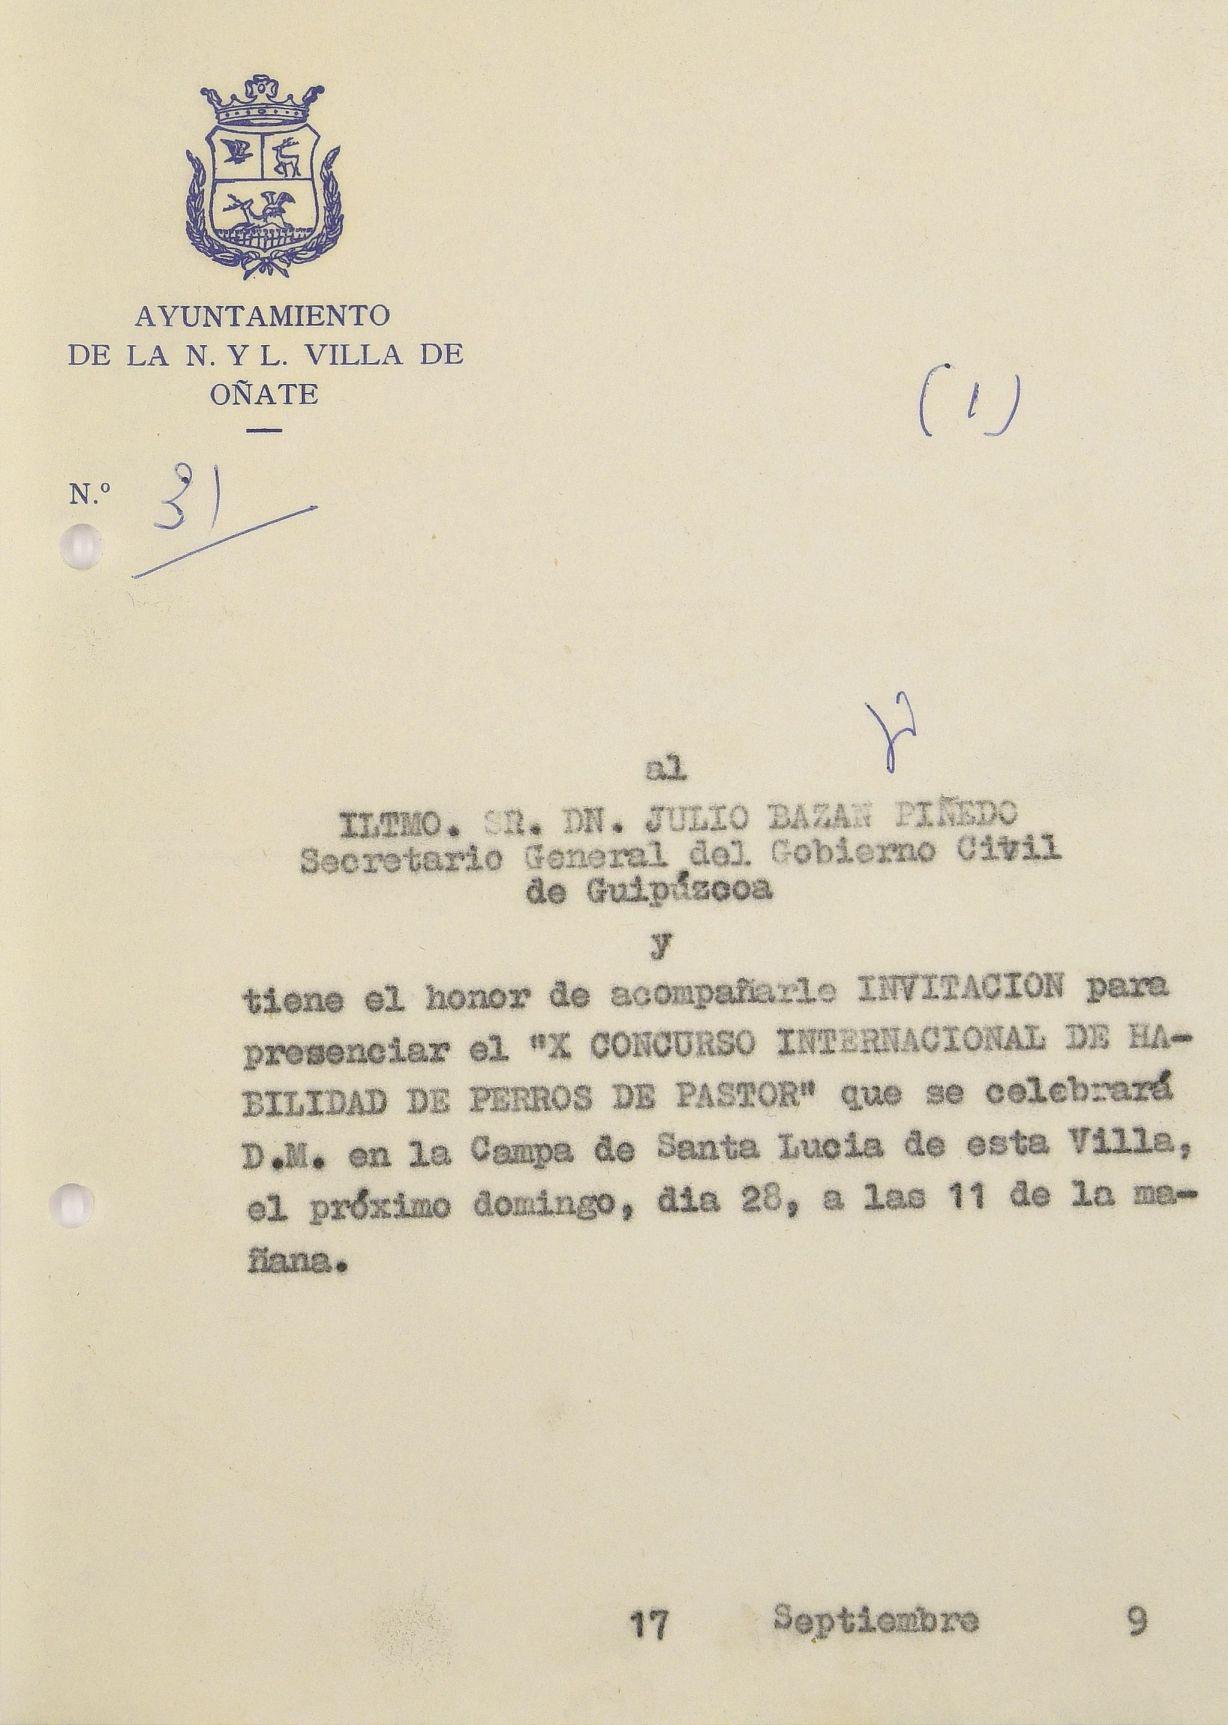 AYUNTAMIENTO
DE LA N. Y L. VILLA DE
OÑATE
(1)
N.º 31
al
ILTMO. SR. DN. JULIO BAZAN PIÑEDO
Secretario General del Gobierno Civil
de Guipúzcoa
y
tiene el honor de acompañarle INVITACION para
presenciar el "X CONCURSO INTERNACIONAL DE HA-
BILIDAD DE PERROS DE PASTOR" que se celebrará
D.M. en la Campa de Santa Lucia de esta Villa,
el próximo domingo, dia 28, a las 11 de la ma-
ñana.
17 Septiembre 9